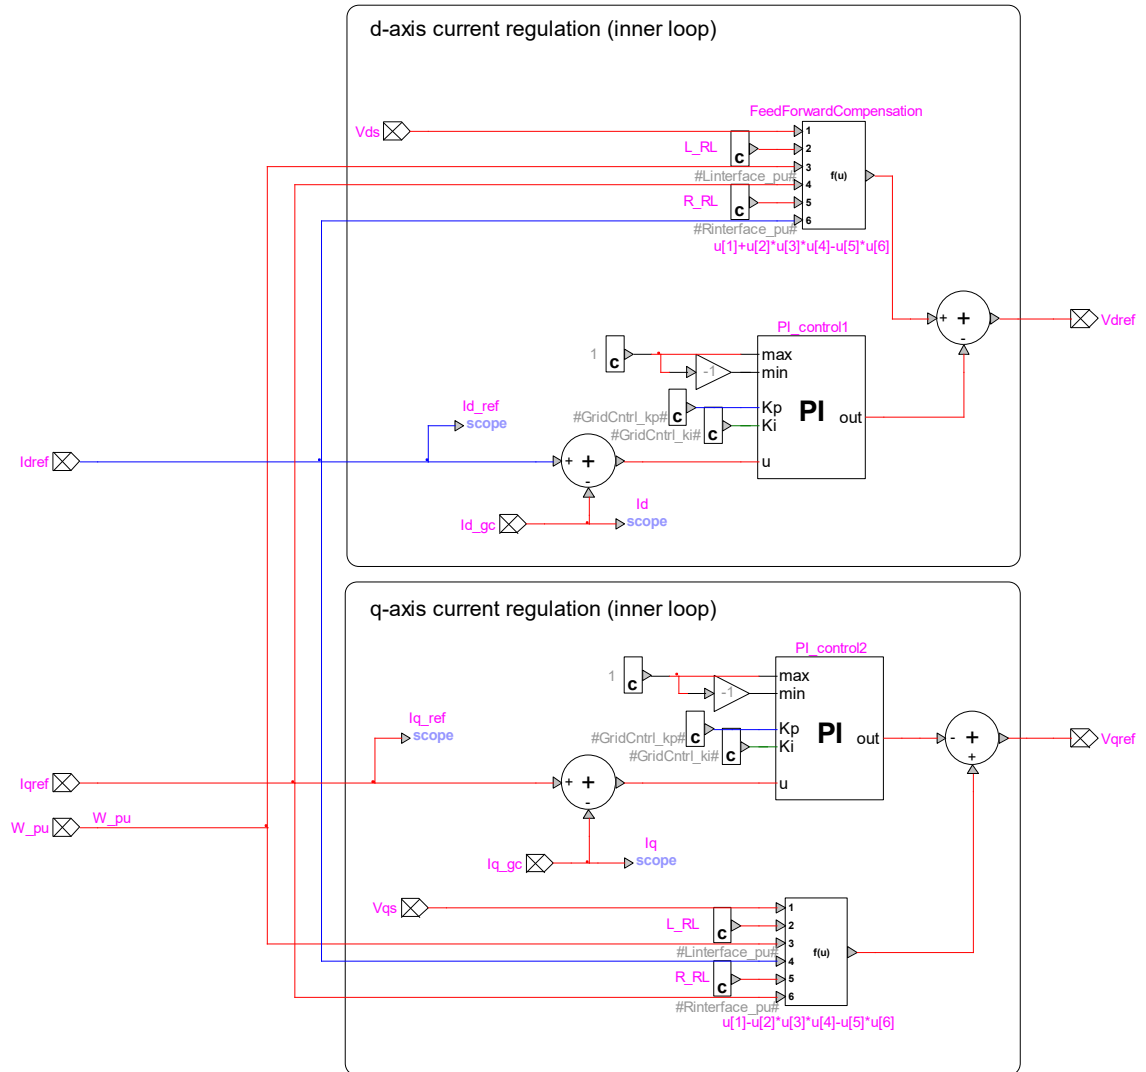 d-axis current regulation (inner loop)
FeedForwardCompensation
Vds
1
L_RL
c
2
3
#Linterface_pu#
4
f(u)
R_RL
c
5
6
#Rinterface_pu#
u[1]+u[2]*u[3]*u[4]-u[5]*u[6]
+
+
-
Vdref
PI_control1
1
c
max
-1
min
#GridCntrl_kp#
c
Kp
#GridCntrl_ki#
c
Ki
PI
out
u
Id_ref
scope
Idref
+
+
-
Id
scope
Id_gc
q-axis current regulation (inner loop)
PI_control2
1
c
max
-1
min
#GridCntrl_kp#
c
Kp
#GridCntrl_ki#
c
Ki
PI
out
u
-
+
+
Vqref
Iq_ref
scope
Iqref
+
+
-
W_pu
W_pu
Iq
scope
Iq_gc
Vqs
1
L_RL
c
2
3
#Linterface_pu#
4
f(u)
R_RL
c
5
6
#Rinterface_pu#
u[1]-u[2]*u[3]*u[4]-u[5]*u[6]